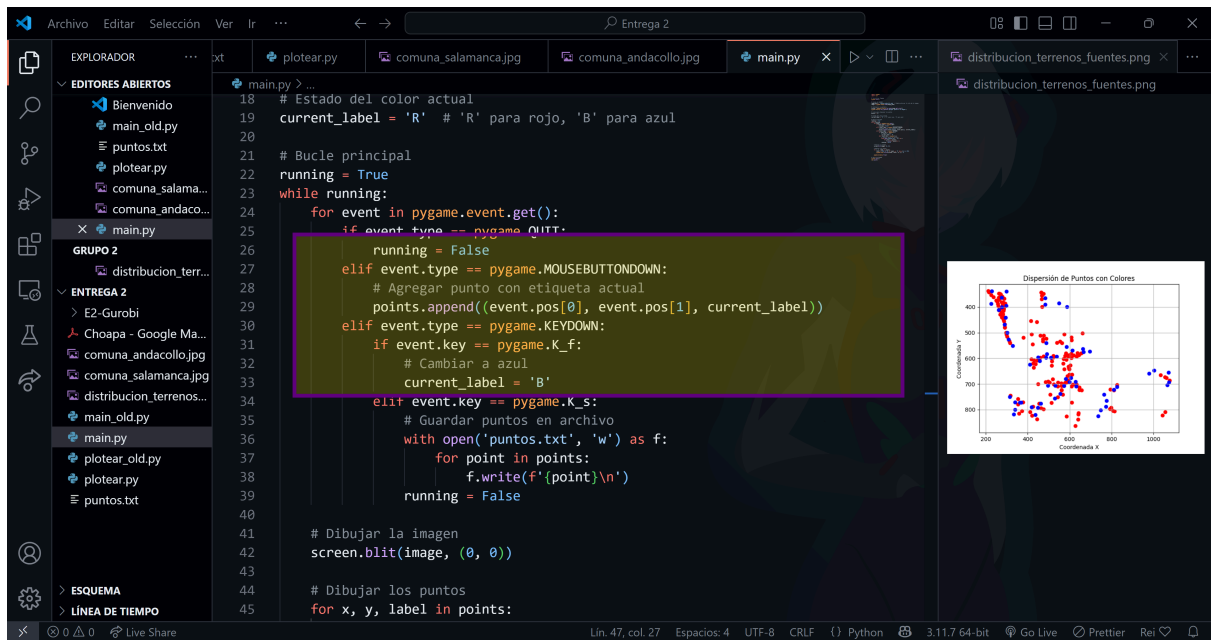 Archivo Editar Selección Ver Ir ··· ← → Entrega 2
EXPLORADOR ···
EDITORES ABIERTOS
Bienvenido
main_old.py
puntos.txt
plotear.py
comuna_salama...
comuna_andaco...
main.py
GRUPO 2
distribucion_terr...
ENTREGA 2
E2-Gurobi
Choapa - Google Ma...
comuna_andacollo.jpg
comuna_salamanca.jpg
distribucion_terrenos...
main_old.py
main.py
plotear_old.py
plotear.py
puntos.txt
ESQUEMA
LÍNEA DE TIEMPO
xt plotear.py comuna_salamanca.jpg comuna_andacollo.jpg main.py
main.py > ...
18 # Estado del color actual
19 current_label = 'R' # 'R' para rojo, 'B' para azul
20
21 # Bucle principal
22 running = True
23 while running:
24 for event in pygame.event.get():
25 if event.type == pygame.QUIT:
26 running = False
27 elif event.type == pygame.MOUSEBUTTONDOWN:
28 # Agregar punto con etiqueta actual
29 points.append((event.pos[0], event.pos[1], current_label))
30 elif event.type == pygame.KEYDOWN:
31 if event.key == pygame.K_f:
32 # Cambiar a azul
33 current_label = 'B'
34 elif event.key == pygame.K_s:
35 # Guardar puntos en archivo
36 with open('puntos.txt', 'w') as f:
37 for point in points:
38 f.write(f'{point}\n')
39 running = False
40
41 # Dibujar la imagen
42 screen.blit(image, (0, 0))
43
44 # Dibujar los puntos
45 for x, y, label in points:
distribucion_terrenos_fuentes.png ···
distribucion_terrenos_fuentes.png
Dispersión de Puntos con Colores
Coordenada Y
400
500
600
700
800
200 400 600 800 1000
Coordenada X
0 0 0 Live Share Lín. 47, col. 27 Espacios: 4 UTF-8 CRLF {} Python 3.11.7 64-bit Go Live Prettier Rei